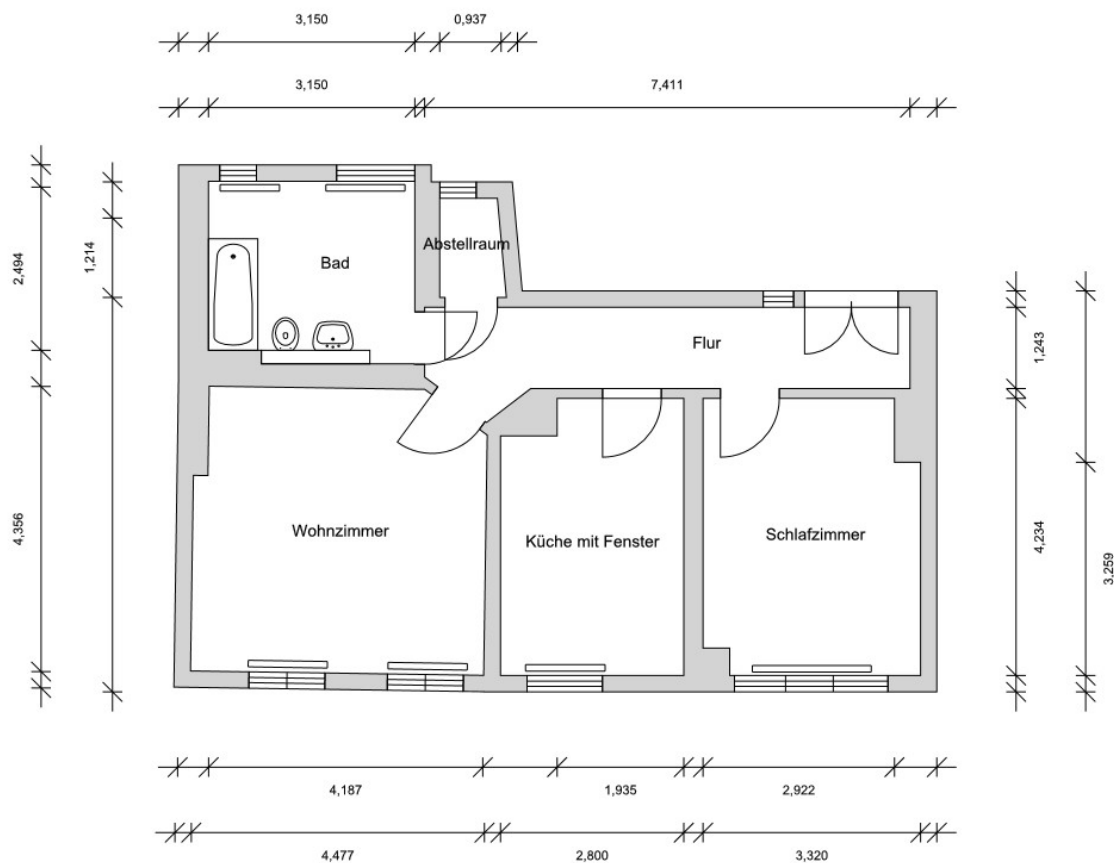 3,150
0,937
3,150
7,411
2,494
1,214
Abstellraum
Bad
Flur
1,243
4,356
Wohnzimmer
Küche mit Fenster
Schlafzimmer
4,234
3,259
4,187
1,935
2,922
4,477
2,800
3,320